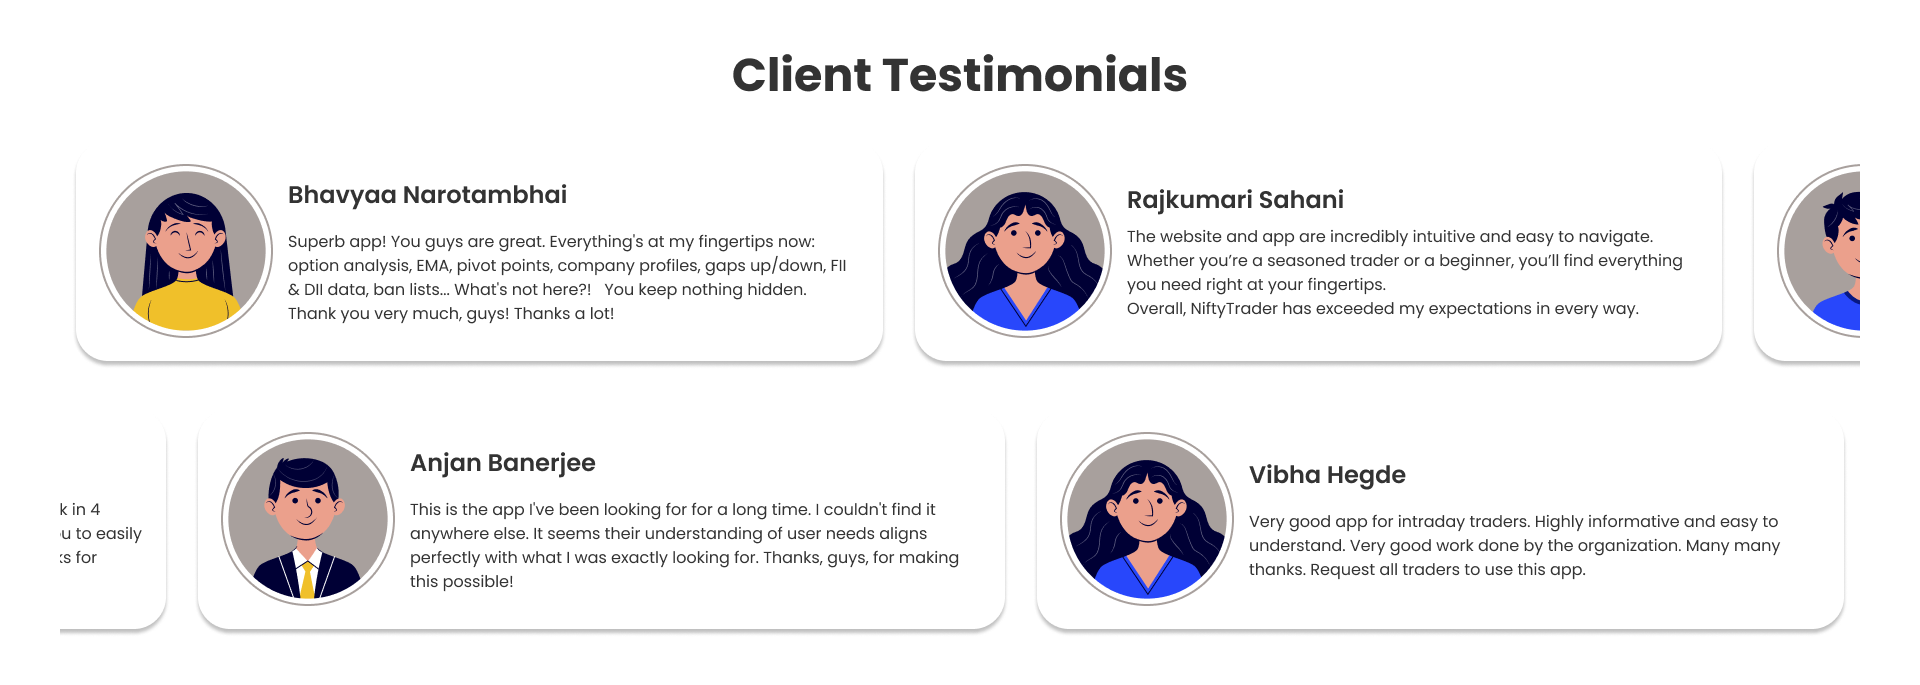 Client Testimonials
Bhavyaa Narotambhai
Superb app! You guys are great. Everything's at my fingertips now:
option analysis, EMA, pivot points, company profiles, gaps up/down, FII
& DII data, ban lists... What's not here?! You keep nothing hidden.
Thank you very much, guys! Thanks a lot!
Rajkumari Sahani
The website and app are incredibly intuitive and easy to navigate.
Whether you’re a seasoned trader or a beginner, you’ll find everything
you need right at your fingertips.
Overall, NiftyTrader has exceeded my expectations in every way.
k in 4
u to easily
ks for
Anjan Banerjee
This is the app I've been looking for for a long time. I couldn't find it
anywhere else. It seems their understanding of user needs aligns
perfectly with what I was exactly looking for. Thanks, guys, for making
this possible!
Vibha Hegde
Very good app for intraday traders. Highly informative and easy to
understand. Very good work done by the organization. Many many
thanks. Request all traders to use this app.